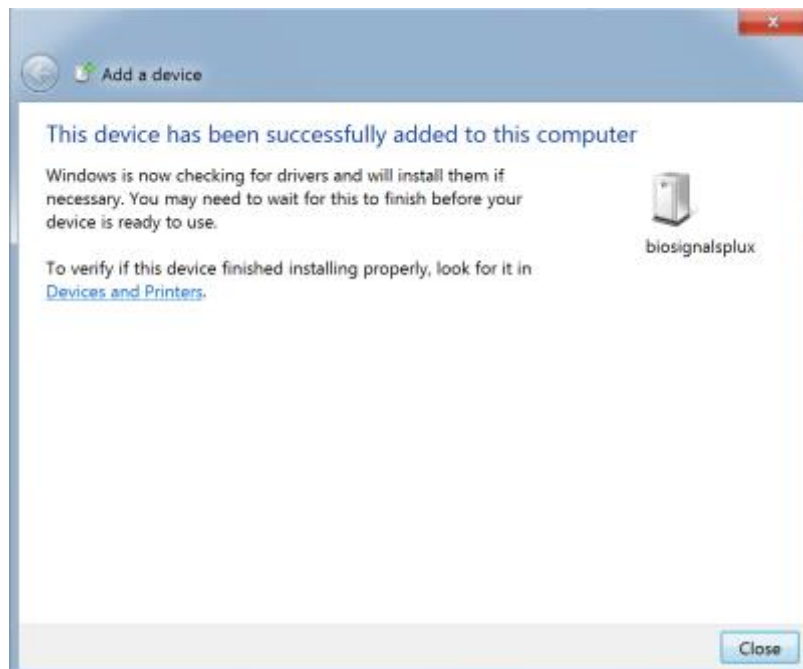 Add a device
This device has been successfully added to this computer
Windows is now checking for drivers and will install them if
necessary. You may need to wait for this to finish before your
device is ready to use.
biosignalsplux
To verify if this device finished installing properly, look for it in
Devices and Printers.
Close